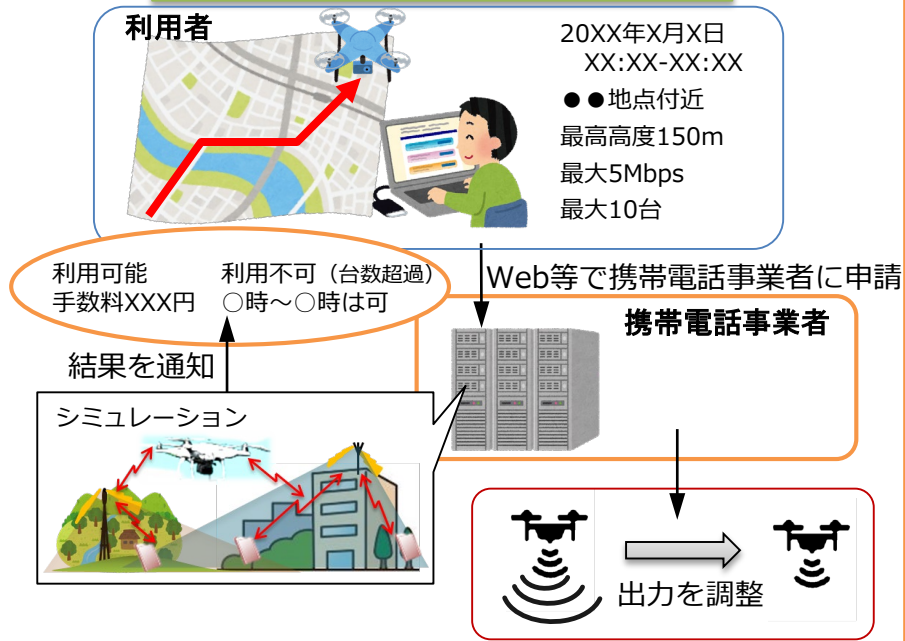 利用者
20XX年X月X日
XX:XX-XX:XX
●●地点付近
最高高度150m
最大5Mbps
最大10台
Web等で携帯電話事業者に申請
利用可能 利用不可（台数超過）
手数料XXX円 〇時～〇時は可
結果を通知
携帯電話事業者
シミュレーション
出力を調整